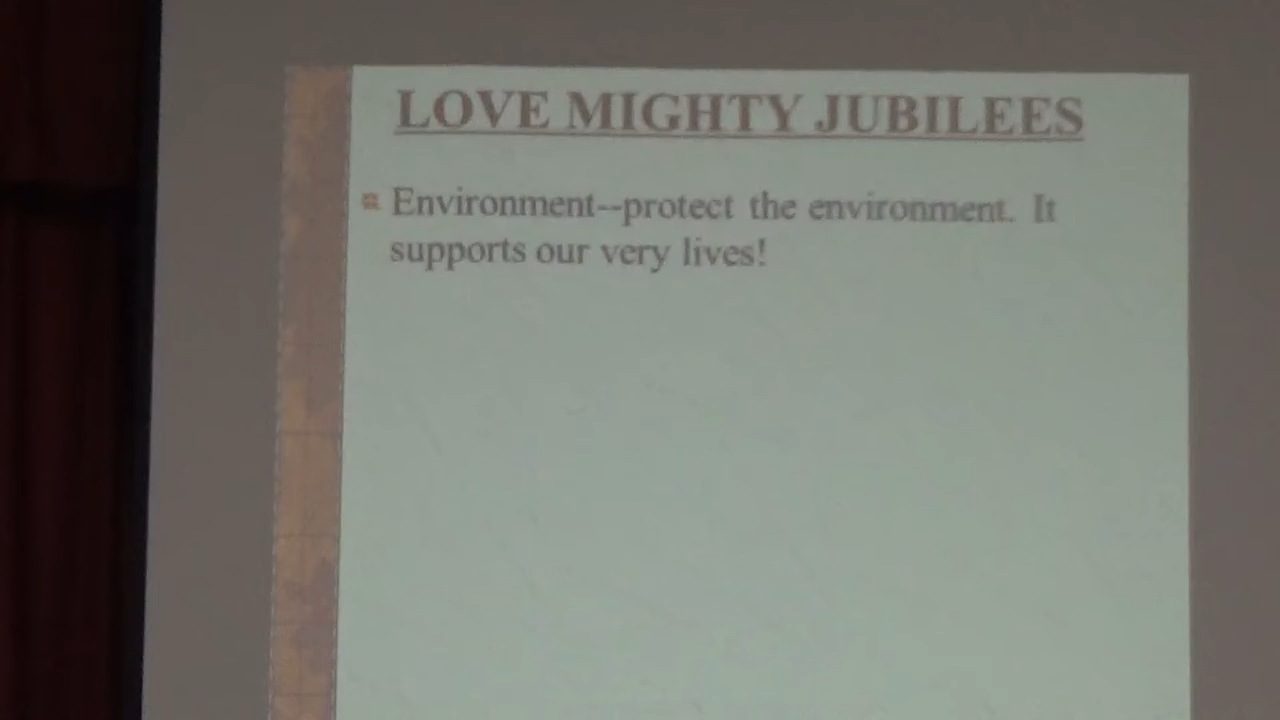 LOVE MIGHTY JUBILEES
Environment--protect the environment. It
supports our very lives!